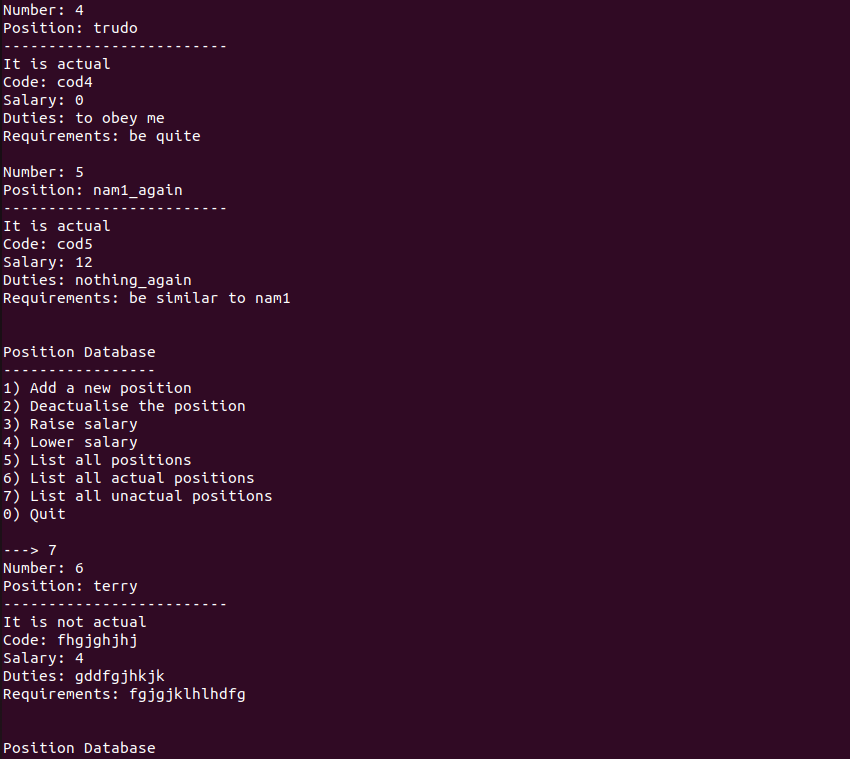 Number: 4
Position: trudo
-------------------------
It is actual
Code: cod4
Salary: 0
Duties: to obey me
Requirements: be quite
Number: 5
Position: nam1_again
-------------------------
It is actual
Code: cod5
Salary: 12
Duties: nothing_again
Requirements: be similar to nam1
Position Database
-----------------
1) Add a new position
2) Deactualise the position
3) Raise salary
4) Lower salary
5) List all positions
6) List all actual positions
7) List all unactual positions
0) Quit
---> 7
Number: 6
Position: terry
-------------------------
It is not actual
Code: fhgjghjhj
Salary: 4
Duties: gddfgjhkjk
Requirements: fgjgjklhlhdfg
Position Database